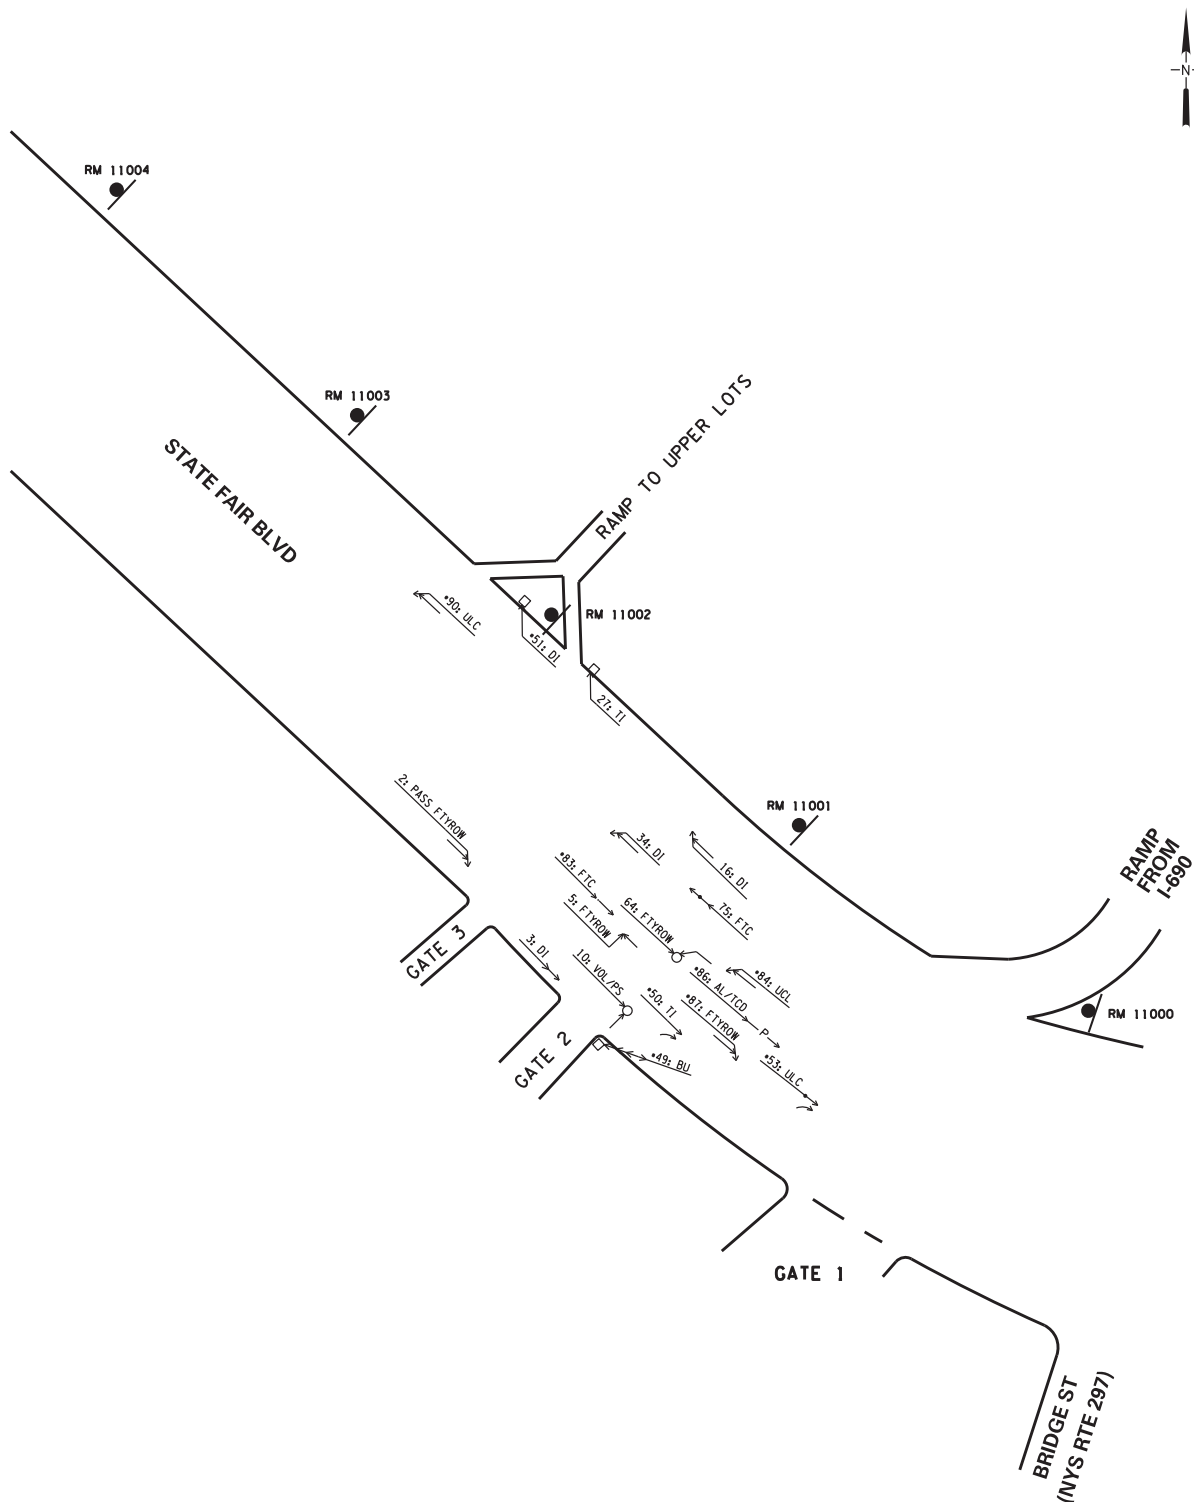 N
RM 11004
RM 11003
RAMP TO UPPER LOTS
STATE FAIR BLVD
•90: ULC
RM 11002
•51: DI
27: TI
2: PASS FTYROW
RM 11001
34: DI
16: DI
RAMP
FROM
I-690
•83: FTC
5: FTYROW
64: FTYROW
75: FTC
GATE 3
3: DI
10: VOL/PS
•50: TI
•86: AL/TCD
•84: UCL
•87: FTYROW
P
RM 11000
GATE 2
•49: BU
•53: ULC
GATE 1
BRIDGE ST
(NYS RTE 297)